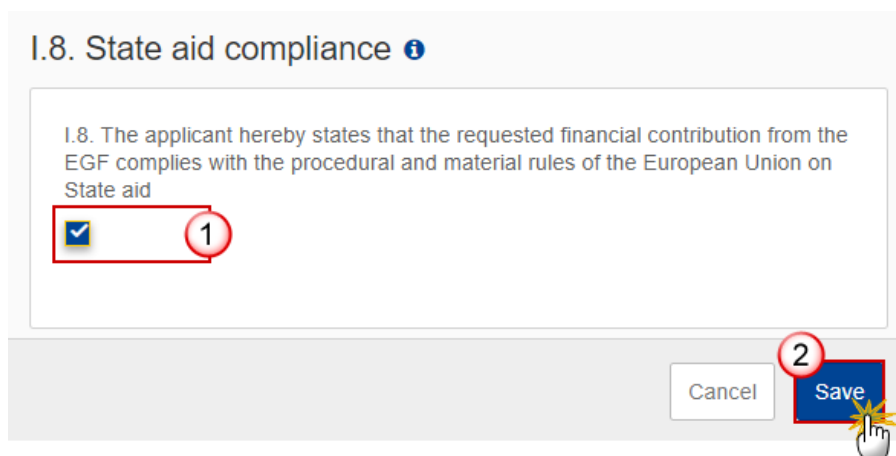 I.8. State aid compliance
I.8. The applicant hereby states that the requested financial contribution from the
EGF complies with the procedural and material rules of the European Union on
State aid
1
2
Cancel
Save